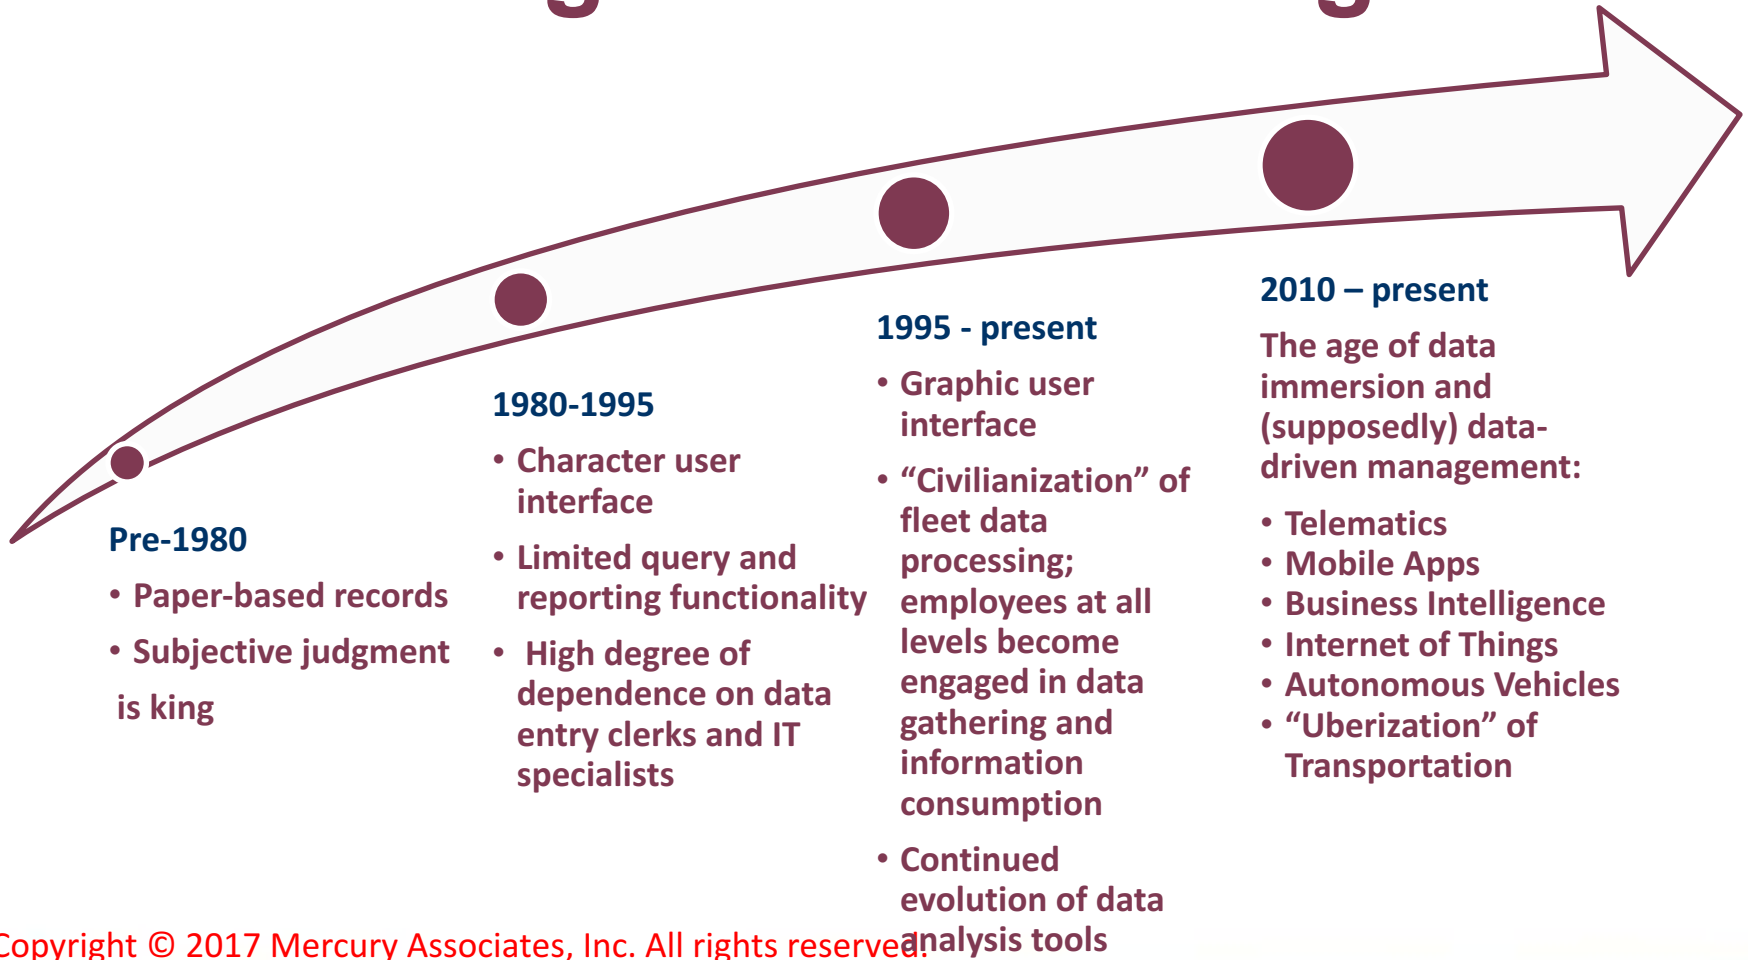 Pre-1980
• Paper-based records
• Subjective judgment
is king
1980-1995
• Character user
interface
• Limited query and
reporting functionality
• High degree of
dependence on data
entry clerks and IT
specialists
1995 - present
• Graphic user
interface
• “Civilianization” of
fleet data
processing;
employees at all
levels become
engaged in data
gathering and
information
consumption
• Continued
evolution of data
analysis tools
2010 – present
The age of data
immersion and
(supposedly) data-
driven management:
• Telematics
• Mobile Apps
• Business Intelligence
• Internet of Things
• Autonomous Vehicles
• “Uberization” of
Transportation
Copyright © 2017 Mercury Associates, Inc. All rights reserved.